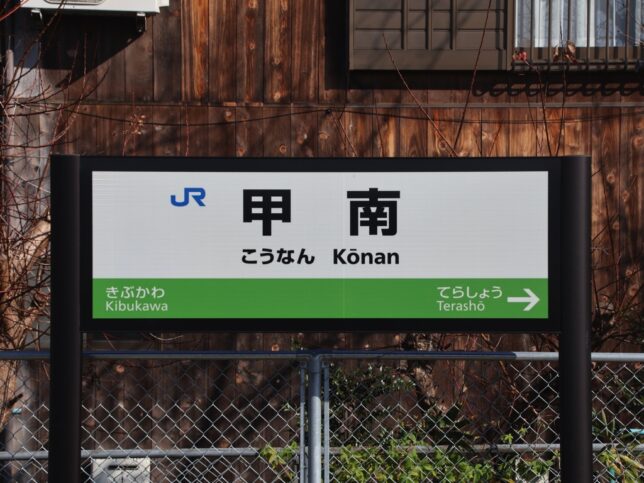 JR 甲南
こうなん Kōnan
きぶかわ てらしょう
Kibukawa Terashō →